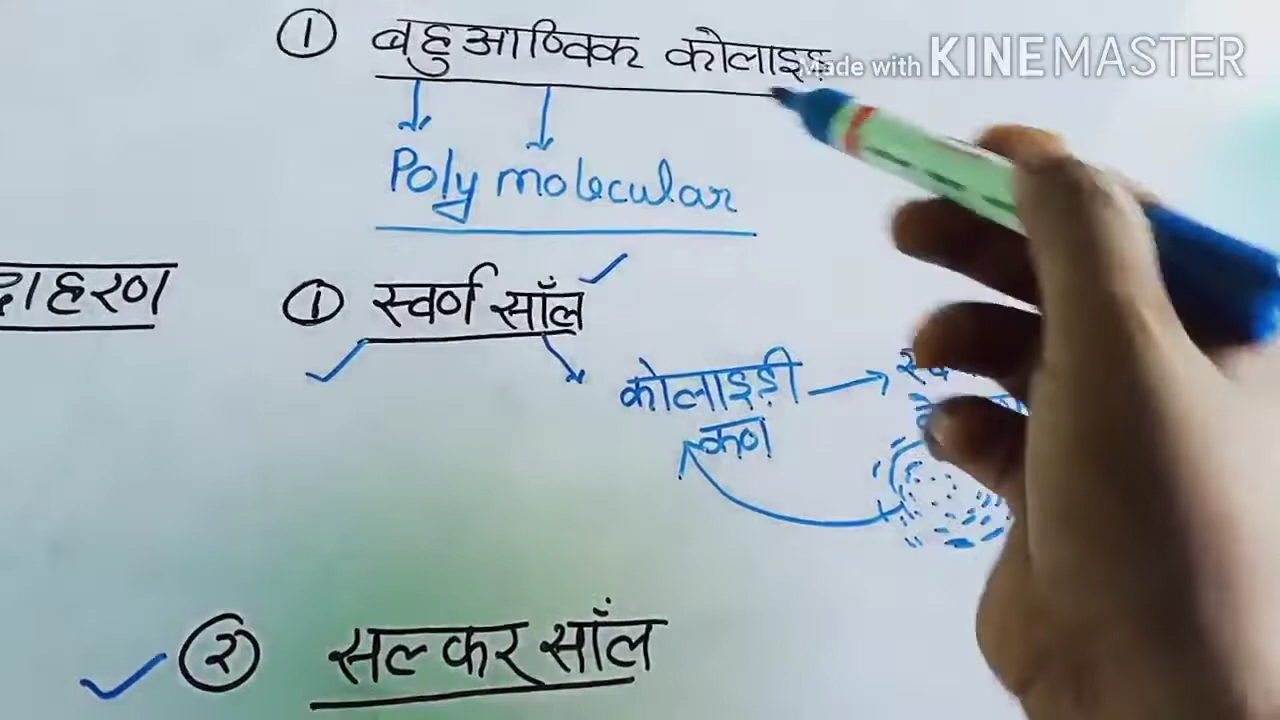 ① बहुआण्विक कोलाइड
Made with KINEMASTER
Poly molecular
दाहरण
① स्वर्ण सॉल
कोलाइड़ी
कण
② सल्कर सॉल